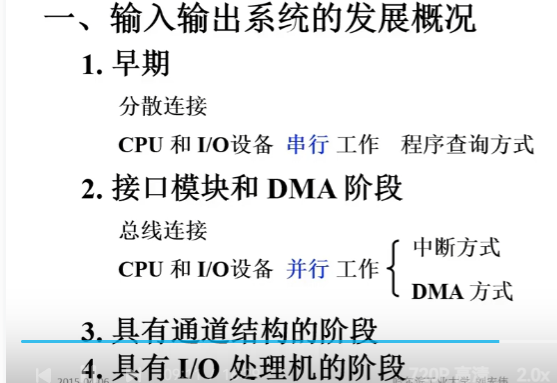 一、输入输出系统的发展概况
1. 早期
分散连接
CPU 和 I/O设备 串行 工作 程序查询方式
2. 接口模块和 DMA 阶段
总线连接
CPU 和 I/O设备 并行 工作
中断方式
DMA 方式
3. 具有通道结构的阶段
4. 具有 I/O 处理机的阶段
720P 高清 2.0x